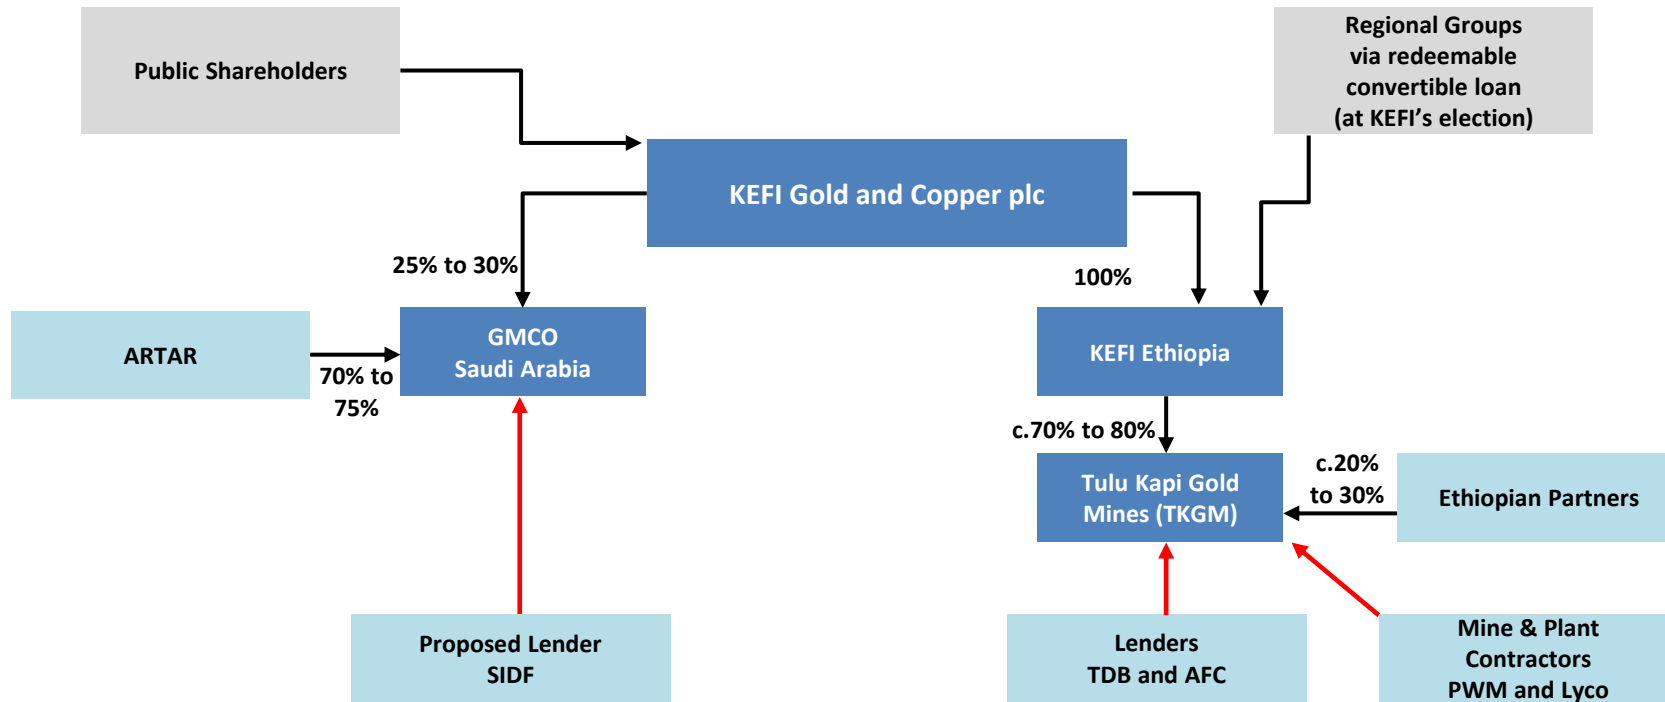 Public Shareholders
Regional Groups
via redeemable
convertible loan
(at KEFI’s election)
KEFI Gold and Copper plc
25% to 30%
100%
ARTAR
70% to
75%
GMCO
Saudi Arabia
KEFI Ethiopia
c.70% to 80%
Tulu Kapi Gold
Mines (TKGM)
c.20%
to 30%
Ethiopian Partners
Proposed Lender
SIDF
Lenders
TDB and AFC
Mine & Plant
Contractors
PWM and Lyco